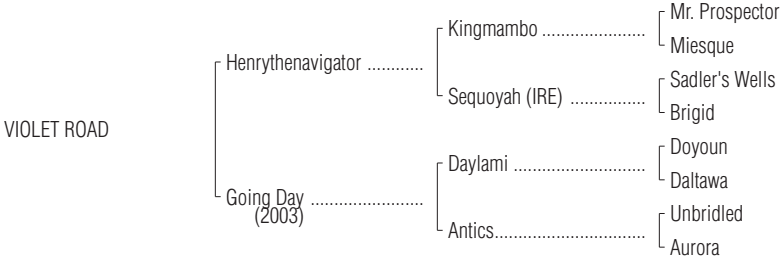 Mr. Prospector
Kingmambo ......................
Miesque
Henrythenavigator ............
Sadler's Wells
Sequoyah (IRE) ................
Brigid
VIOLET ROAD
Doyoun
Daylami ............................
Daltawa
Going Day ........................
(2003)
Unbridled
Antics................................
Aurora